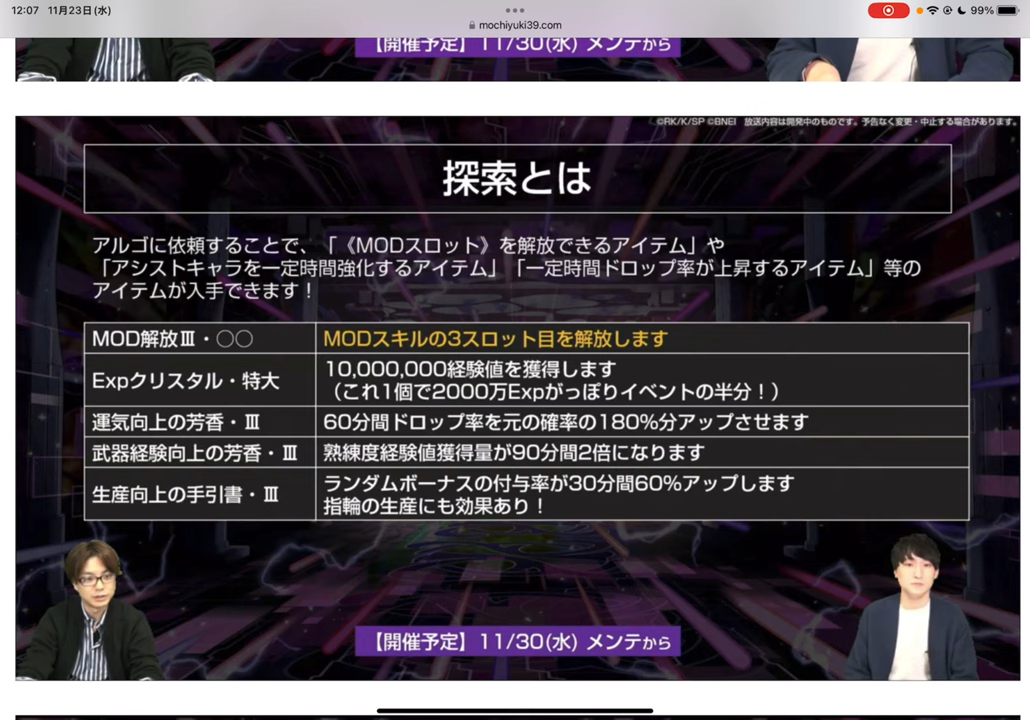 12:07 11月23日(水)
99%
mochiyuki39.com
【開催予定】11/30(水) メンテから
©RK/K/SP ©BNEI 放送内容は開発中のものです。予告なく変更・中止する場合があります。
探索とは
アルゴに依頼することで、「《MODスロット》を解放できるアイテム」や
「アシストキャラを一定時間強化するアイテム」「一定時間ドロップ率が上昇するアイテム」等の
アイテムが入手できます！
MOD解放Ⅲ・〇〇 MODスキルの3スロット目を解放します
Expクリスタル・特大 10,000,000経験値を獲得します
（これ1個で2000万Expがっぽりイベントの半分！）
運気向上の芳香・Ⅲ 60分間ドロップ率を元の確率の180%分アップさせます
武器経験向上の芳香・Ⅲ 熟練度経験値獲得量が90分間2倍になります
生産向上の手引書・Ⅲ ランダムボーナスの付与率が30分間60%アップします
指輪の生産にも効果あり！
【開催予定】11/30(水) メンテから